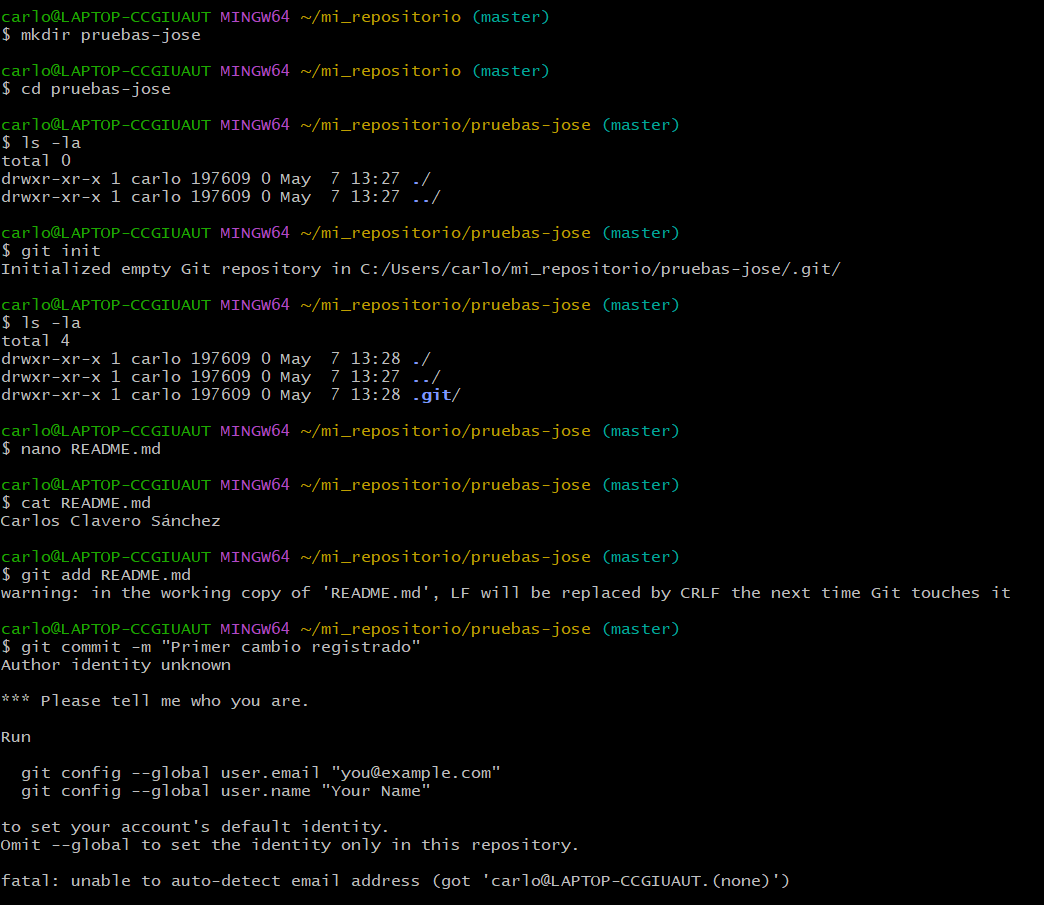 carlo@LAPTOP-CCGIUAUT MINGW64 ~/mi_repositorio (master)
$ mkdir pruebas-jose
carlo@LAPTOP-CCGIUAUT MINGW64 ~/mi_repositorio (master)
$ cd pruebas-jose
carlo@LAPTOP-CCGIUAUT MINGW64 ~/mi_repositorio/pruebas-jose (master)
$ ls -la
total 0
drwxr-xr-x 1 carlo 197609 0 May  7 13:27 ./
drwxr-xr-x 1 carlo 197609 0 May  7 13:27 ../
carlo@LAPTOP-CCGIUAUT MINGW64 ~/mi_repositorio/pruebas-jose (master)
$ git init
Initialized empty Git repository in C:/Users/carlo/mi_repositorio/pruebas-jose/.git/
carlo@LAPTOP-CCGIUAUT MINGW64 ~/mi_repositorio/pruebas-jose (master)
$ ls -la
total 4
drwxr-xr-x 1 carlo 197609 0 May  7 13:28 ./
drwxr-xr-x 1 carlo 197609 0 May  7 13:27 ../
drwxr-xr-x 1 carlo 197609 0 May  7 13:28 .git/
carlo@LAPTOP-CCGIUAUT MINGW64 ~/mi_repositorio/pruebas-jose (master)
$ nano README.md
carlo@LAPTOP-CCGIUAUT MINGW64 ~/mi_repositorio/pruebas-jose (master)
$ cat README.md
Carlos Clavero Sánchez
carlo@LAPTOP-CCGIUAUT MINGW64 ~/mi_repositorio/pruebas-jose (master)
$ git add README.md
warning: in the working copy of 'README.md', LF will be replaced by CRLF the next time Git touches it
carlo@LAPTOP-CCGIUAUT MINGW64 ~/mi_repositorio/pruebas-jose (master)
$ git commit -m "Primer cambio registrado"
Author identity unknown
*** Please tell me who you are.
Run
  git config --global user.email "you@example.com"
  git config --global user.name "Your Name"
to set your account's default identity.
Omit --global to set the identity only in this repository.
fatal: unable to auto-detect email address (got 'carlo@LAPTOP-CCGIUAUT.(none)')